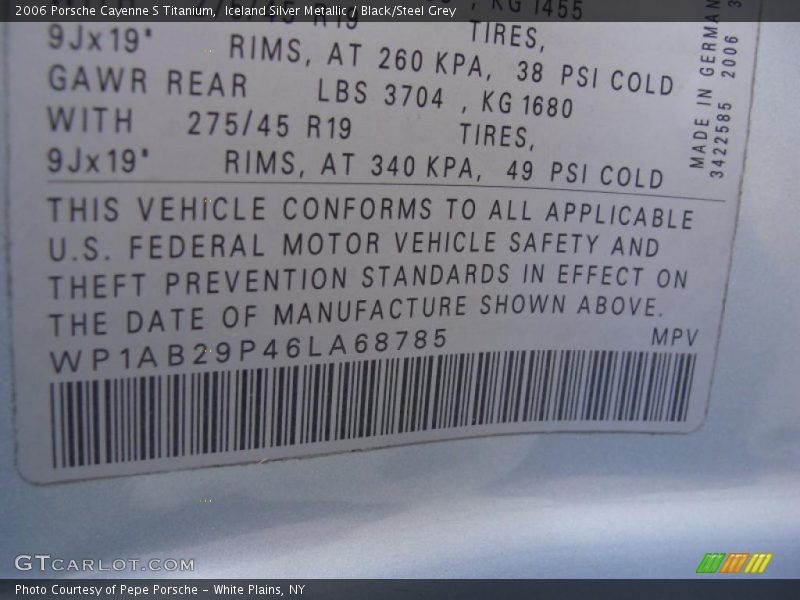 2006 Porsche Cayenne S Titanium, Iceland Silver Metallic / Black/Steel Grey
R19 , KG 1455
9Jx19" TIRES,
RIMS, AT 260 KPA, 38 PSI COLD
GAWR REAR LBS 3704 , KG 1680
WITH 275/45 R19 TIRES,
9Jx19" RIMS, AT 340 KPA, 49 PSI COLD
MADE IN GERMANY
3422585 2006
THIS VEHICLE CONFORMS TO ALL APPLICABLE
U.S. FEDERAL MOTOR VEHICLE SAFETY AND
THEFT PREVENTION STANDARDS IN EFFECT ON
THE DATE OF MANUFACTURE SHOWN ABOVE.
WP1AB29P46LA68785 MPV
GTCARLOT.COM
Photo Courtesy of Pepe Porsche - White Plains, NY